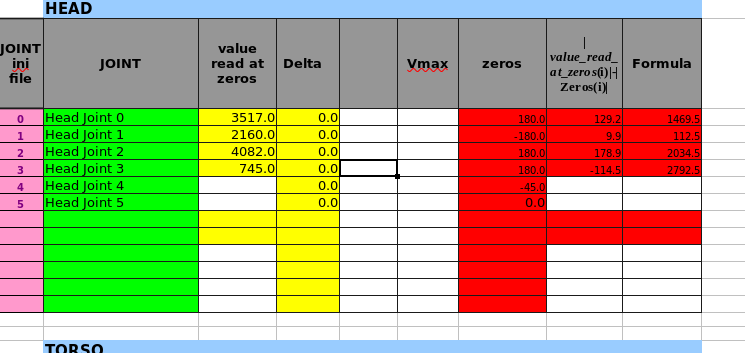 HEAD
JOINT ini file JOINT value read at zeros Delta Vmax zeros | value_read_at_zeros(i)|-| Zeros(i)| Formula
0 Head Joint 0 3517.0 0.0 180.0 129.2 1469.5
1 Head Joint 1 2160.0 0.0 -180.0 9.9 112.5
2 Head Joint 2 4082.0 0.0 180.0 178.9 2034.5
3 Head Joint 3 745.0 0.0 180.0 -114.5 2792.5
4 Head Joint 4 0.0 -45.0
5 Head Joint 5 0.0 0.0
TORSO